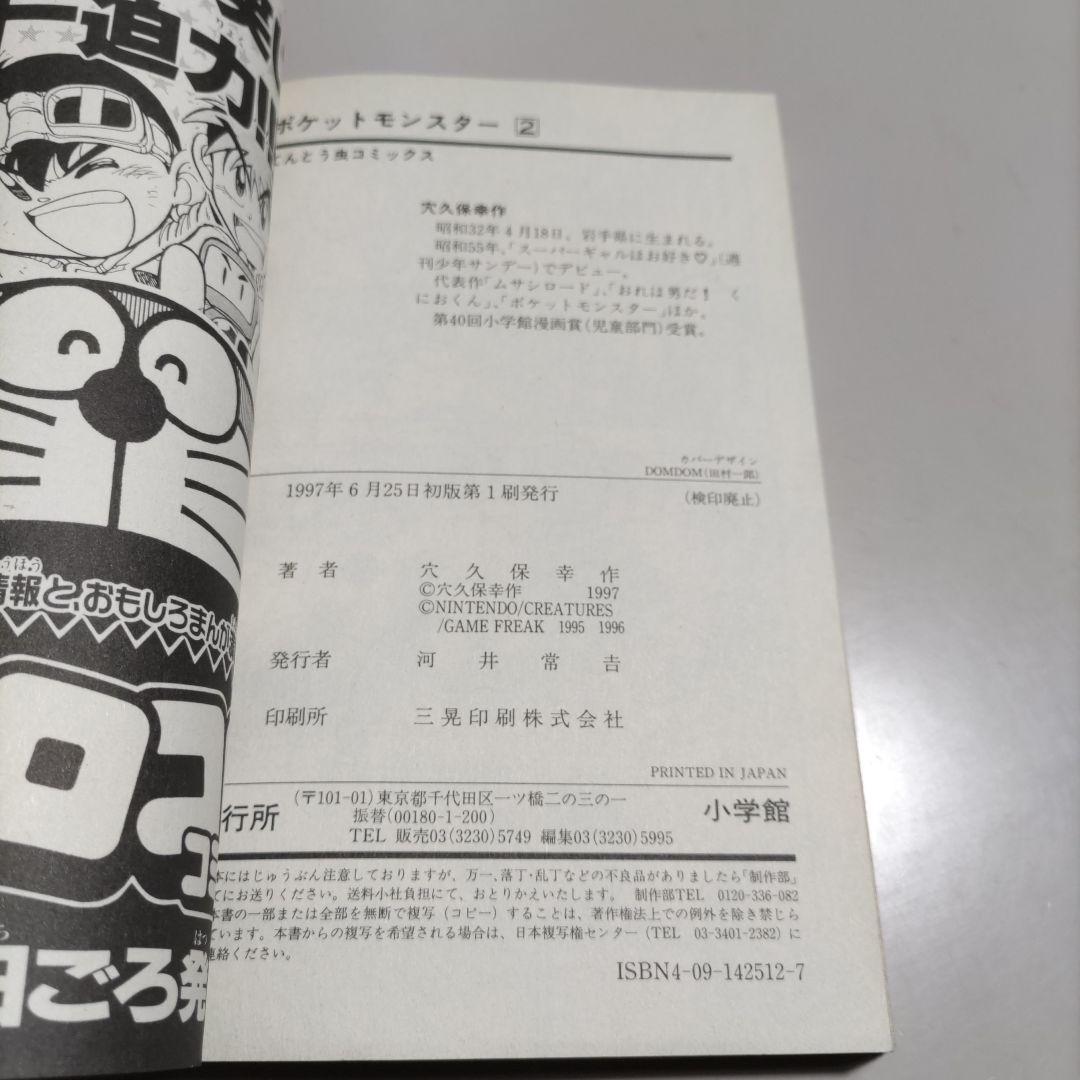 迫力!!
うほう
情報と、おもしろまんが
コ
日ごろ発
ポケットモンスター 2
てんとう虫コミックス
穴久保幸作
昭和32年4月18日、岩手県に生まれる。
昭和55年、「スーパーギャルはお好き♡」(週
刊少年サンデー)でデビュー。
代表作「ムサシロード」、「おれは男だ! く
におくん」、「ポケットモンスター」ほか。
第40回小学館漫画賞(児童部門)受賞。
カバーデザイン
DOMDOM(田村一郎)
1997年6月25日初版第1刷発行
(検印廃止)
著者 穴久保幸作
©穴久保幸作 1997
©NINTENDO/CREATURES
/GAME FREAK 1995 1996
発行者 河井常吉
印刷所 三晃印刷株式会社
PRINTED IN JAPAN
行所 (〒101-01)東京都千代田区一ツ橋二の三の一 小学館
振替(00180-1-200)
TEL 販売03(3230)5749 編集03(3230)5995
本にはじゅうぶん注意しておりますが、万一、落丁・乱丁などの不良品がありましたら「制作部」
てにお送りください。送料小社負担にて、おとりかえいたします。 制作部TEL 0120-336-082
本書の一部または全部を無断で複写(コピー)することは、著作権法上での例外を除き禁じら
ています。本書からの複写を希望される場合は、日本複写権センター(TEL 03-3401-2382)に
連絡ください。
ISBN4-09-142512-7